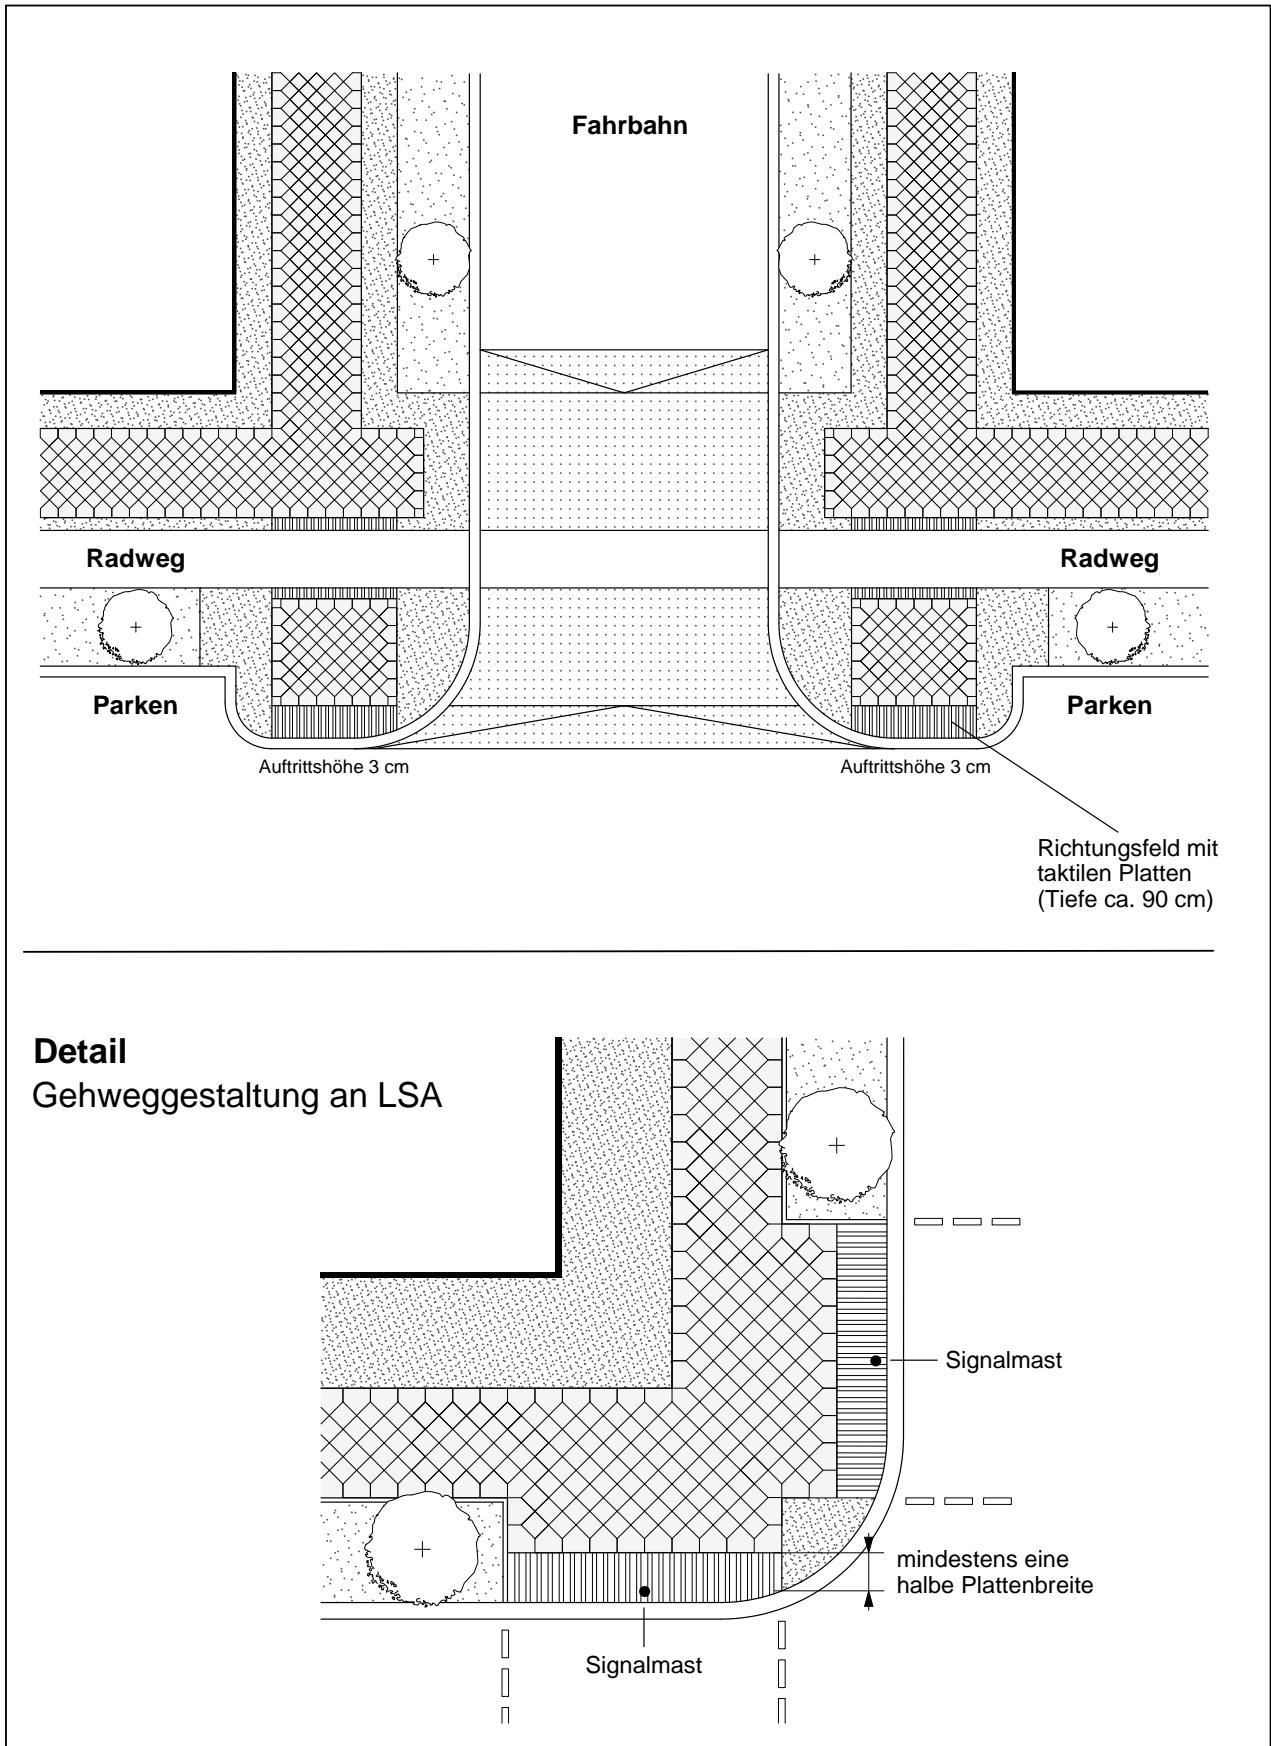 Fahrbahn
Radweg
Radweg
Parken
Parken
Auftrittshöhe 3 cm
Auftrittshöhe 3 cm
Richtungsfeld mit
taktilen Platten
(Tiefe ca. 90 cm)
Detail
Gehweggestaltung an LSA
Signalmast
mindestens eine
halbe Plattenbreite
Signalmast